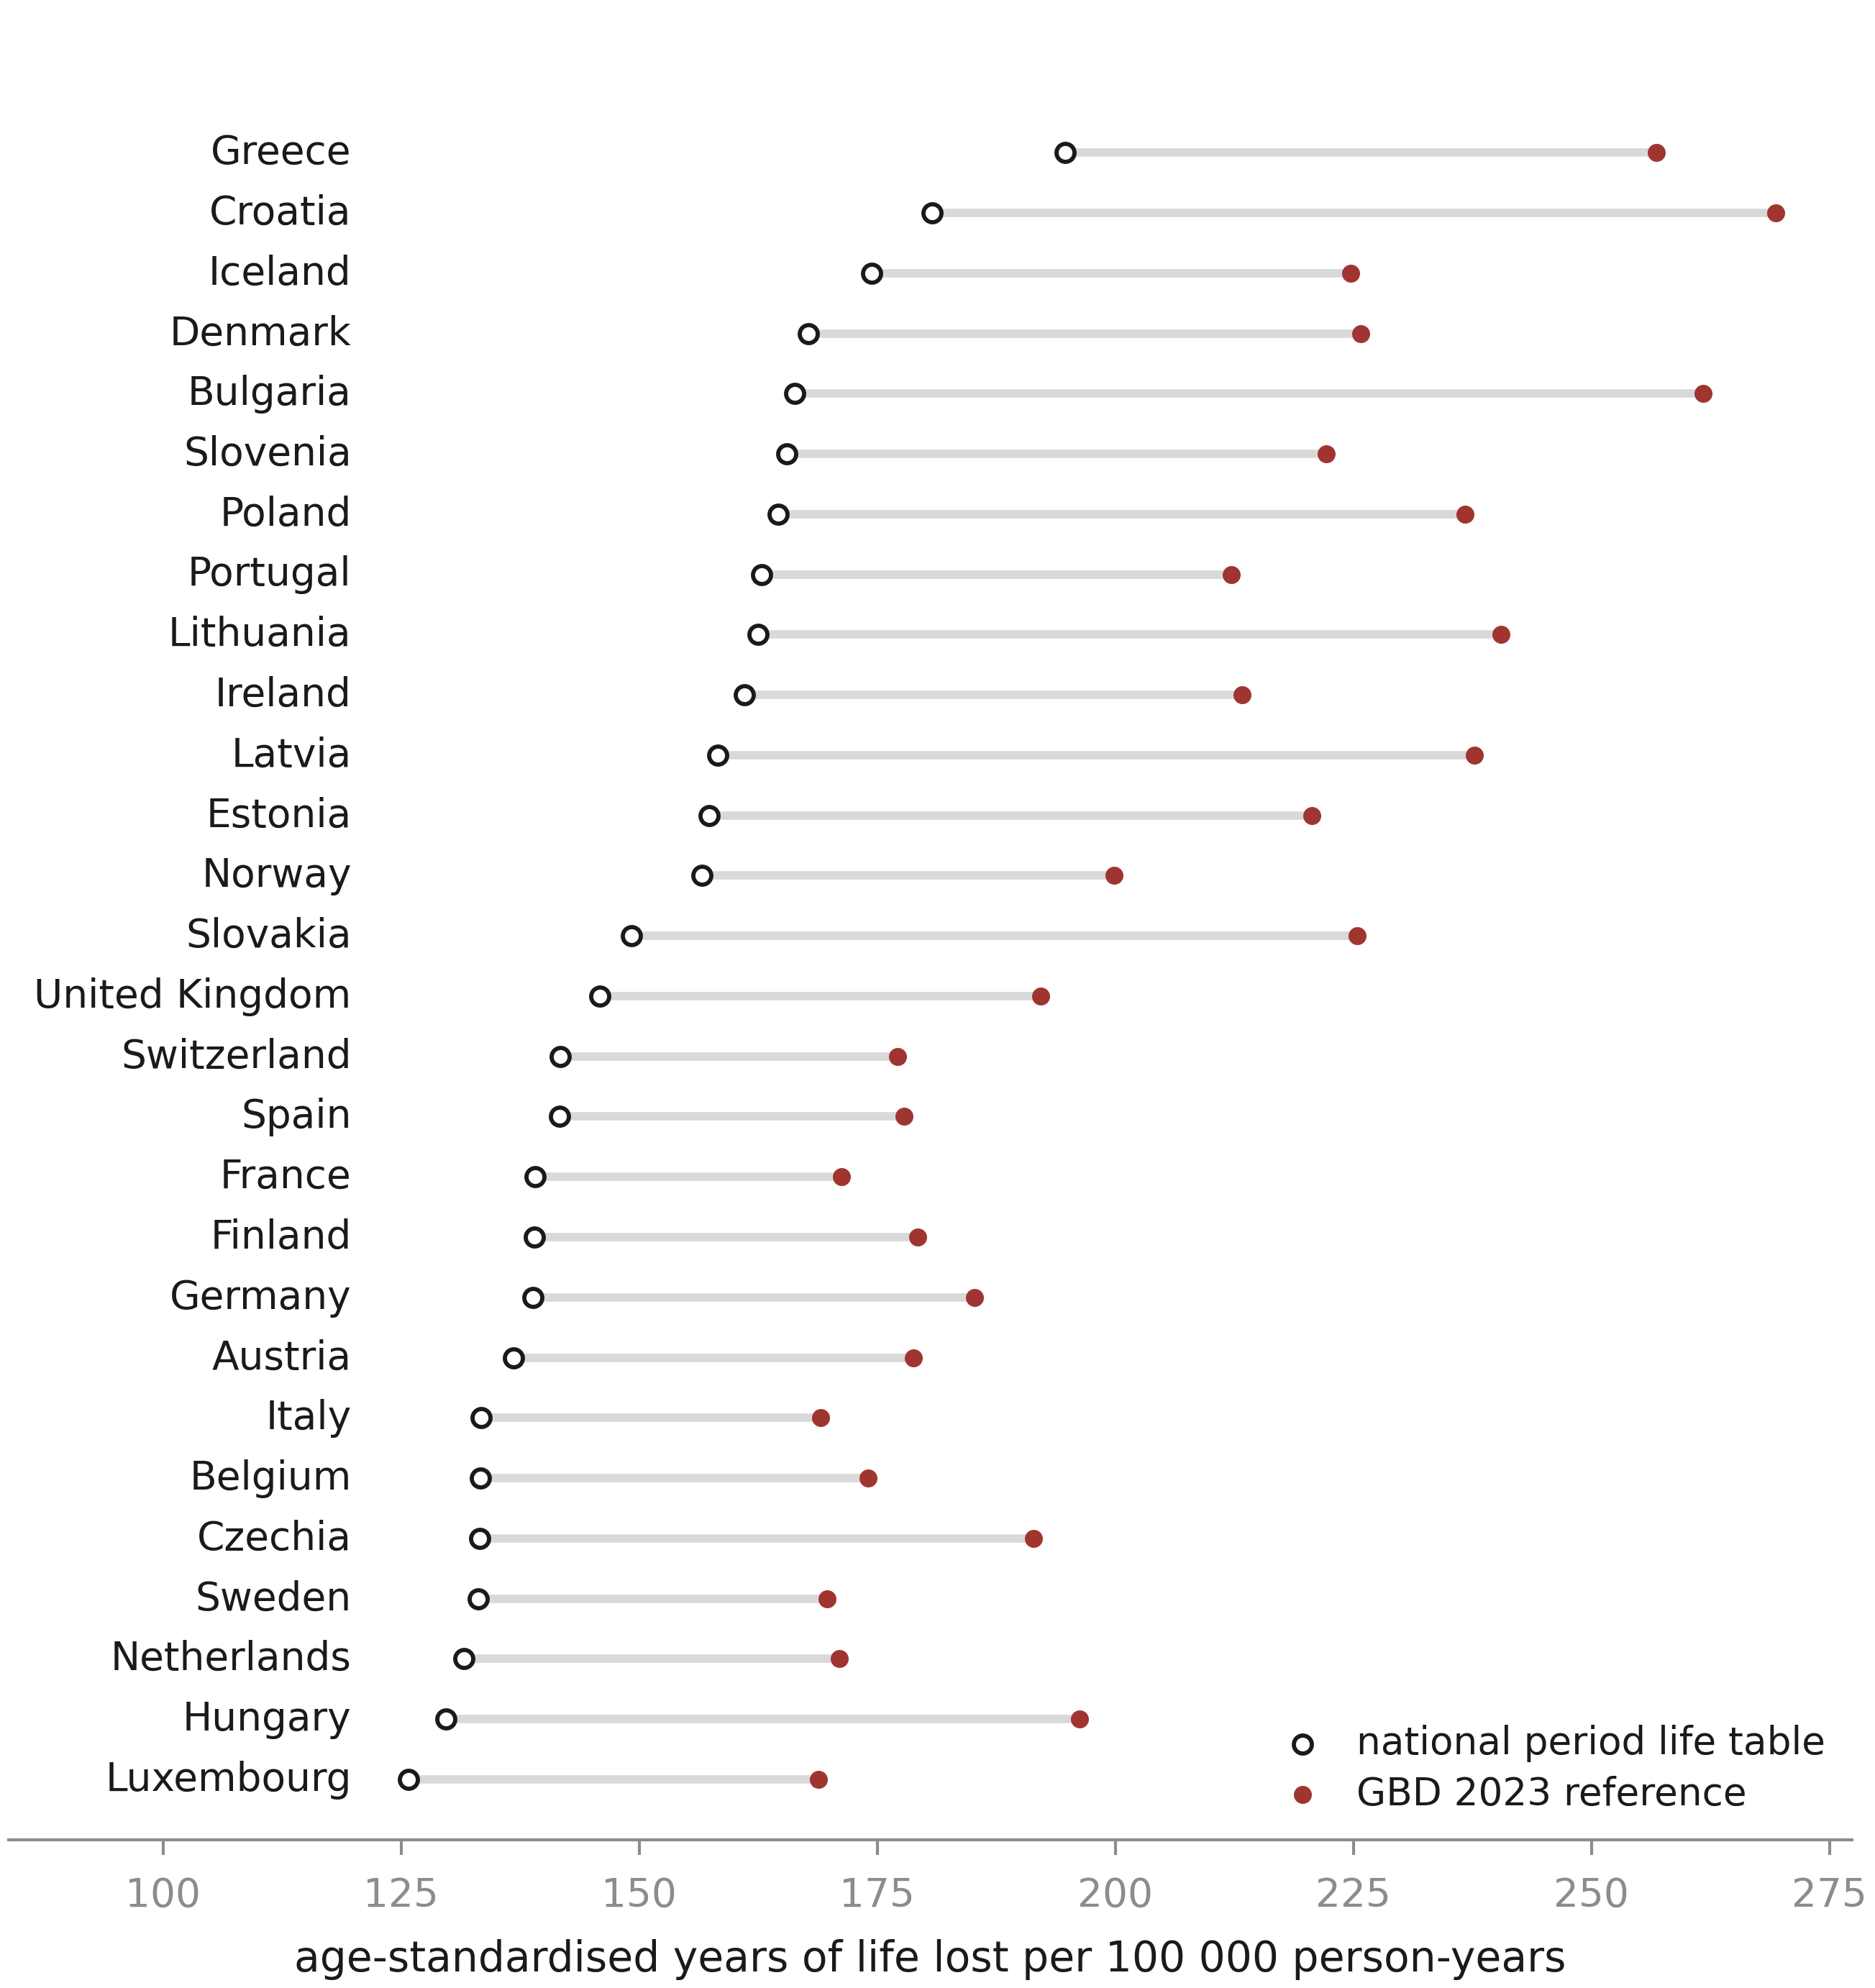 Greece
Croatia
Iceland
Denmark
Bulgaria
Slovenia
Poland
Portugal
Lithuania
Ireland
Latvia
Estonia
Norway
Slovakia
United Kingdom
Switzerland
Spain
France
Finland
Germany
Austria
Italy
Belgium
Czechia
Sweden
Netherlands
Hungary
Luxembourg
national period life table
GBD 2023 reference
100 125 150 175 200 225 250 275
age-standardised years of life lost per 100 000 person-years